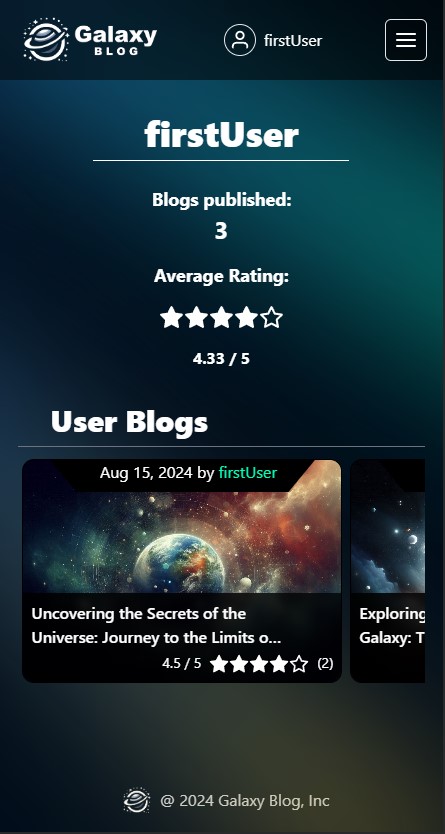 Galaxy
BLOG
firstUser
firstUser
Blogs published:
3
Average Rating:
4.33 / 5
User Blogs
Aug 15, 2024 by firstUser
Uncovering the Secrets of the
Universe: Journey to the Limits o...
4.5 / 5
(2)
Exploring
Galaxy: T
@ 2024 Galaxy Blog, Inc